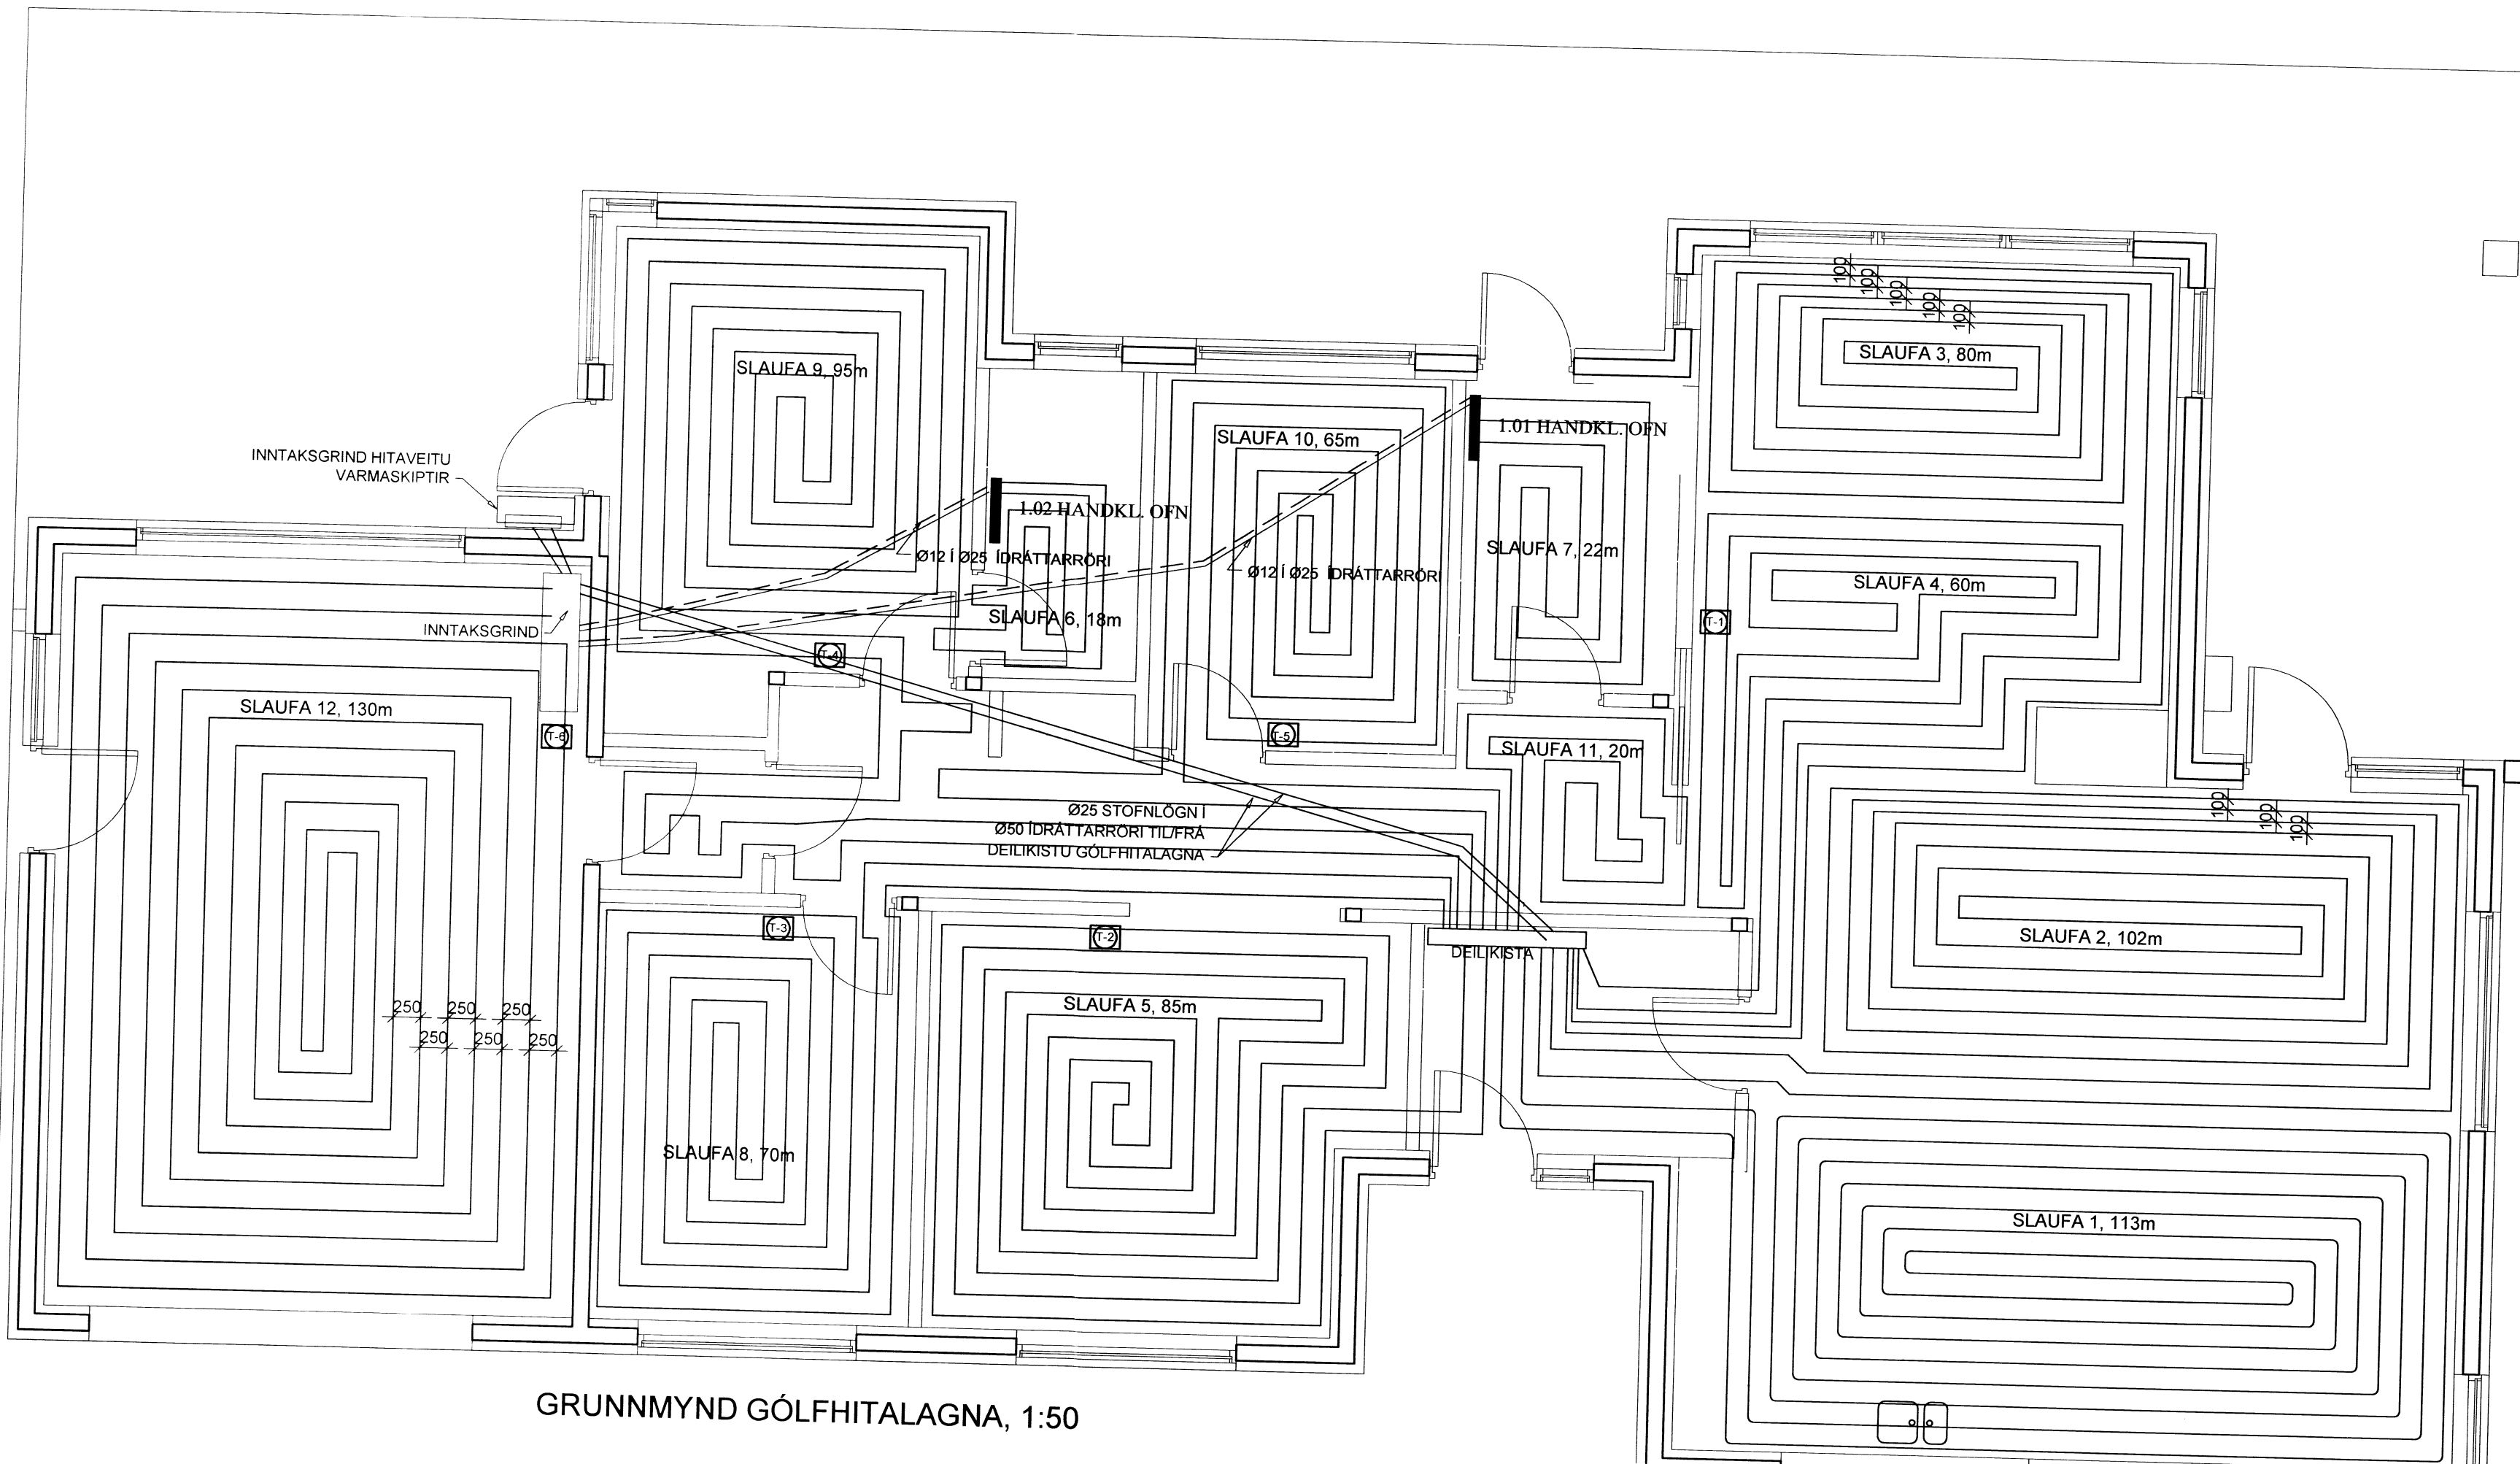 SLAUFA 9, 95m
SLAUFA 3, 80m
100
100
100
100
100
SLAUFA 10, 65m
1.01 HANDKL. OFN
INNTAKSGRIND HITAVEITU
VARMASKIPTIR
1.02 HANDKL. OFN
Ø12 Í Ø25 ÍDRÁTTARRÖRI
Ø12 Í Ø25 ÍDRÁTTARRÖRI
SLAUFA 7, 22m
SLAUFA 4, 60m
INNTAKSGRIND
SLAUFA 6, 18m
T-1
T-4
SLAUFA 12, 130m
T-6
T-5
SLAUFA 11, 20m
Ø25 STOFNLÖGN Í
Ø50 ÍDRÁTTARRÖRI TIL/FRÁ
DEILIKISTU GÓLFHITALAGNA
100
100
100
T-3
T-2
SLAUFA 2, 102m
DEILIKISTA
250
250
250
250
250
250
SLAUFA 5, 85m
SLAUFA 8, 70m
SLAUFA 1, 113m
GRUNNMYND GÓLFHITALAGNA, 1:50